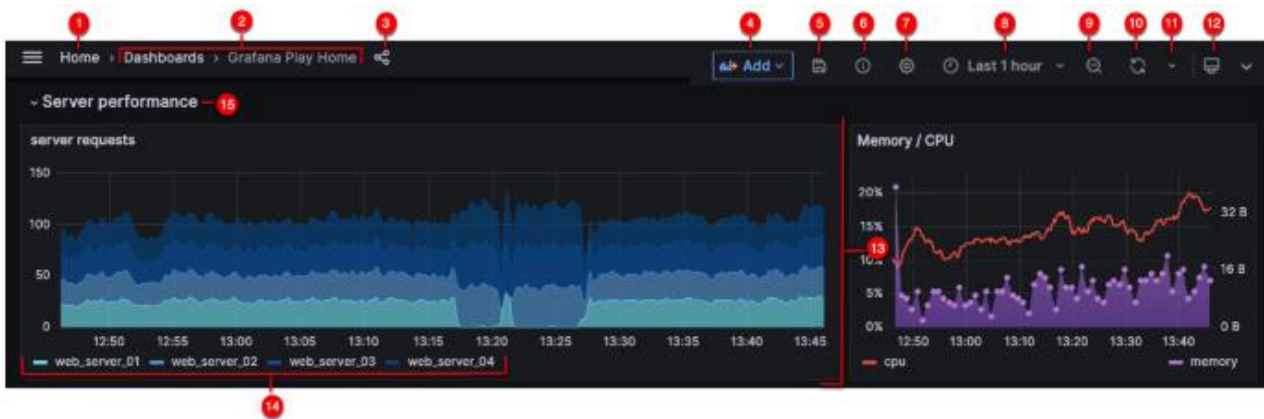 1 2 3 4 5 6 7 8 9 10 11 12
Home › Dashboards › Grafana Play Home Add Last 1 hour
Server performance 15
server requests
150
100
50
0
12:50 12:55 13:00 13:05 13:10 13:15 13:20 13:25 13:30 13:35 13:40 13:45
web_server_01 web_server_02 web_server_03 web_server_04
14
13
Memory / CPU
20%
15%
10%
5%
0%
32 B
16 B
0 B
12:50 13:00 13:10 13:20 13:30 13:40
cpu memory